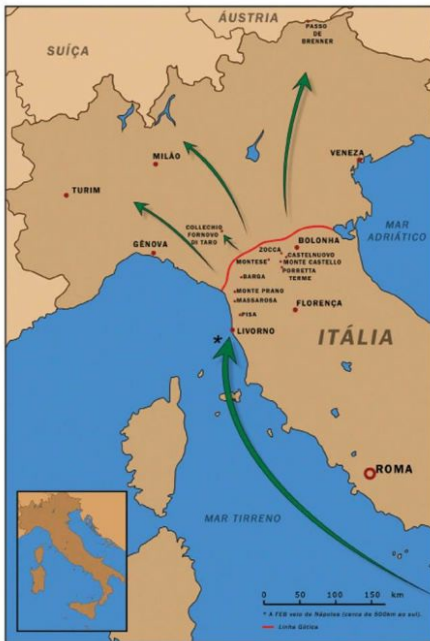 ÁUSTRIA
PASSO
DE
BRENNER
SUÍÇA
VENEZA
MILÃO
TURIM
MAR
ADRIÁTICO
COLLECHIO
FORNOVO
DI TARO
BOLONHA
ZOCCA
CASTELNUOVO
GÊNOVA
MONTESE
MONTE CASTELLO
PORRETTA
TERME
BARGA
MONTE PRANO
MASSAROSA
FLORENÇA
PISA
LIVORNO
*
ITÁLIA
ROMA
MAR TIRRENO
0 50 100 150 km
* A FEB veio de Nápoles (cerca de 500km ao sul).
Linha Gótica